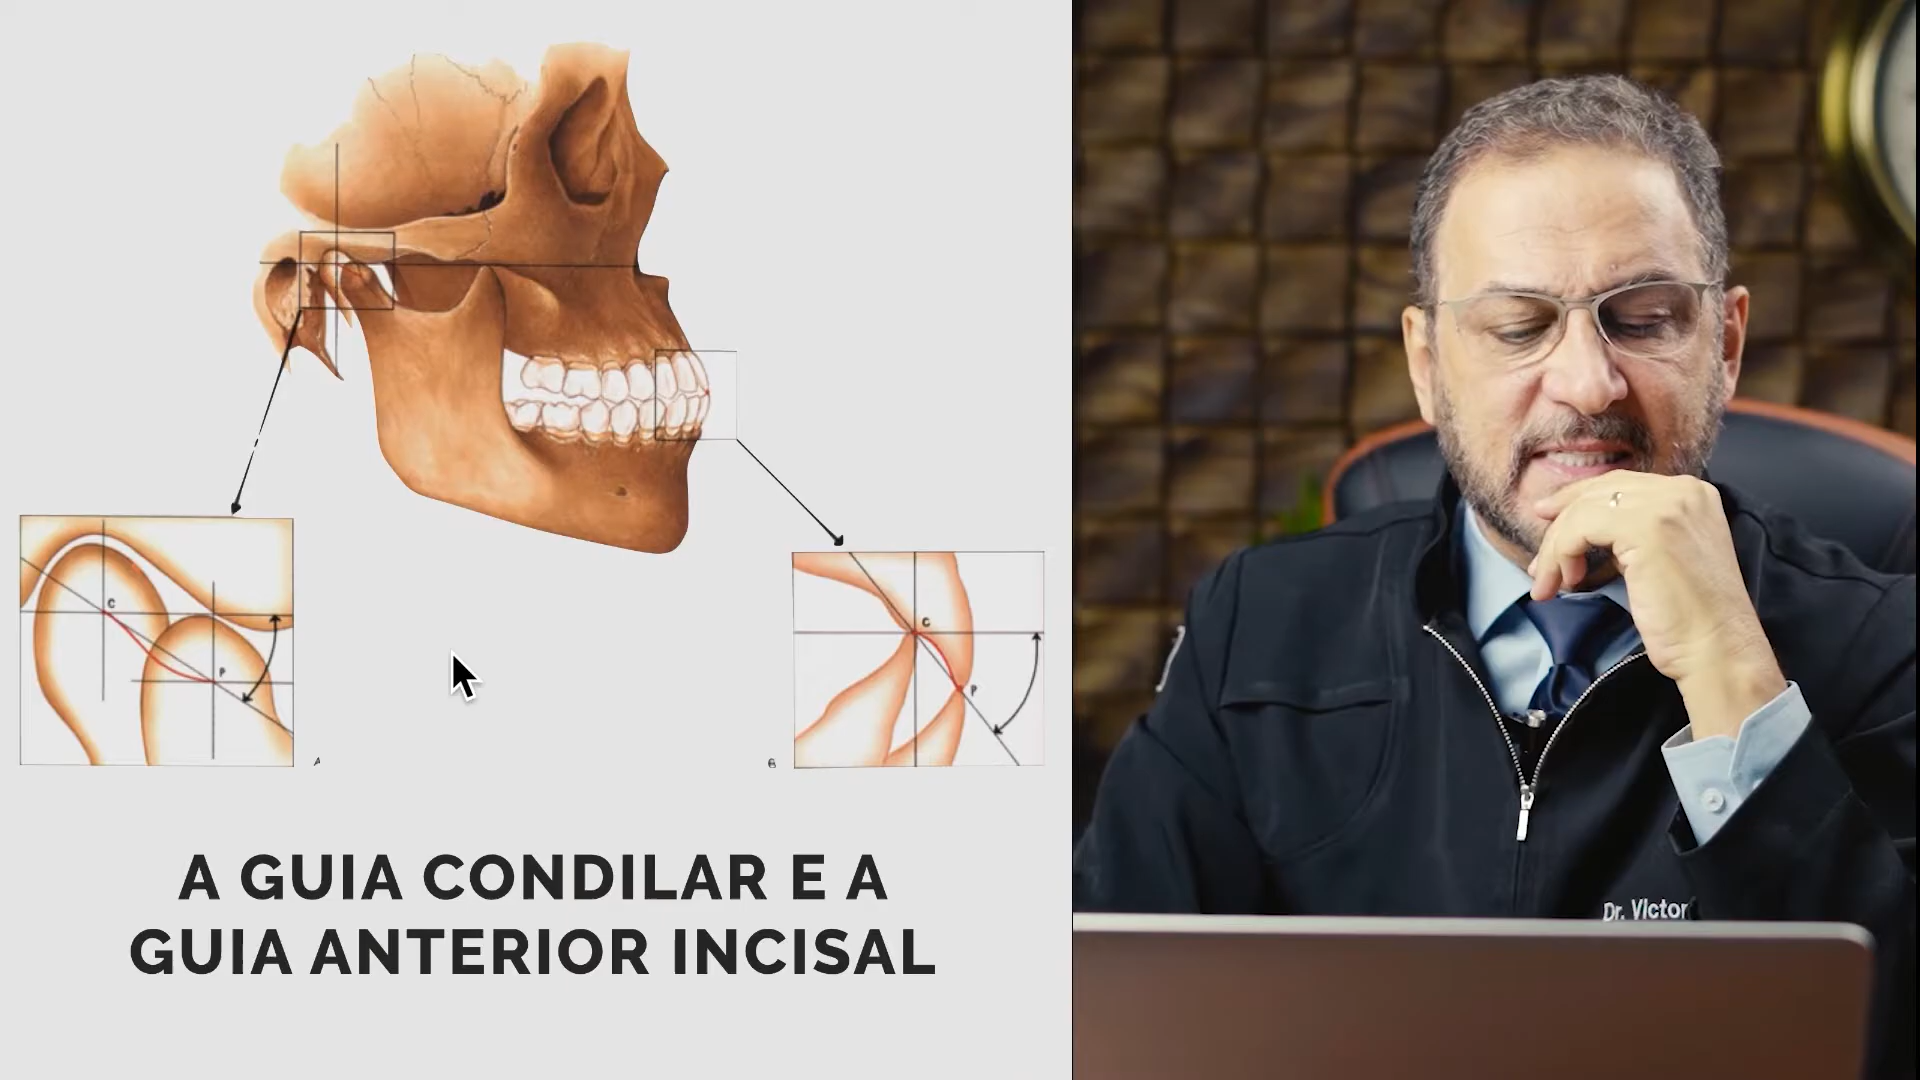 C
P
A
C
P
B
A GUIA CONDILAR E A
GUIA ANTERIOR INCISAL
Dr. Victor